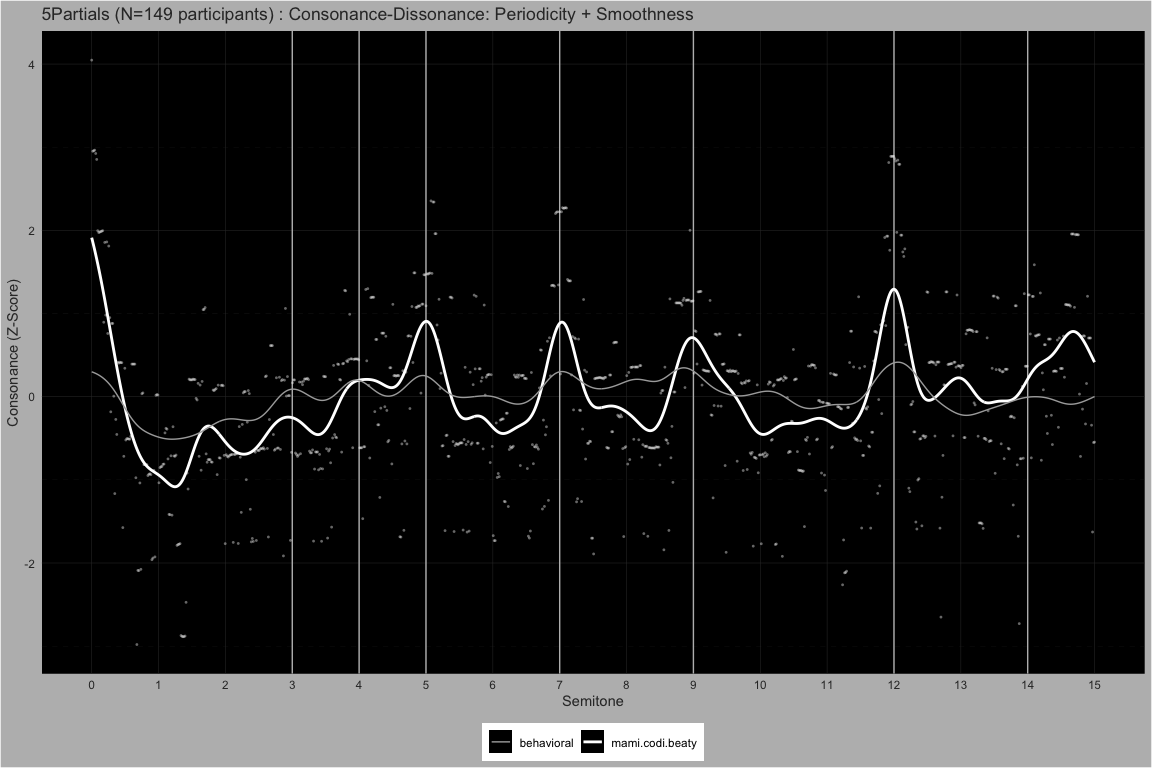 5Partials (N=149 participants) : Consonance-Dissonance: Periodicity + Smoothness
Consonance (Z-Score)
4
2
0
-2
0 1 2 3 4 5 6 7 8 9 10 11 12 13 14 15
Semitone
behavioral mami.codi.beaty